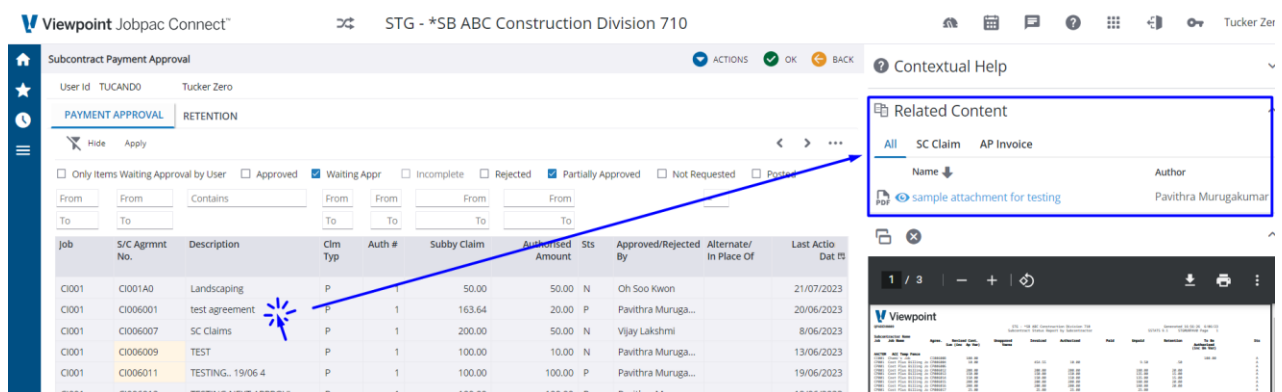 Viewpoint Jobpac Connect™ STG - *SB ABC Construction Division 710 Tucker Zer
Subcontract Payment Approval ACTIONS OK BACK
User Id TUCAND0 Tucker Zero
PAYMENT APPROVAL RETENTION
Hide Apply
Only Items Waiting Approval by User Approved Waiting Appr Incomplete Rejected Partially Approved Not Requested Posted
From From Contains From From From From
To To To To To To
Job S/C Agrmnt No. Description Clm Typ Auth # Subby Claim Authorised Amount Sts Approved/Rejected By Alternate/ In Place Of Last Actio Dat
CI001 CI001A0 Landscaping P 1 50.00 50.00 N Oh Soo Kwon 21/07/2023
CI001 CI006001 test agreement P 1 163.64 20.00 P Pavithra Muruga... 20/06/2023
CI001 CI006007 SC Claims P 1 200.00 50.00 N Vijay Lakshmi 8/06/2023
CI001 CI006009 TEST P 1 100.00 10.00 N Pavithra Muruga... 13/06/2023
CI001 CI006011 TESTING.. 19/06 4 P 1 100.00 100.00 P Pavithra Muruga... 19/06/2023
Contextual Help
Related Content
All SC Claim AP Invoice
Name Author
PDF sample attachment for testing Pavithra Murugakumar
1 / 3
Viewpoint